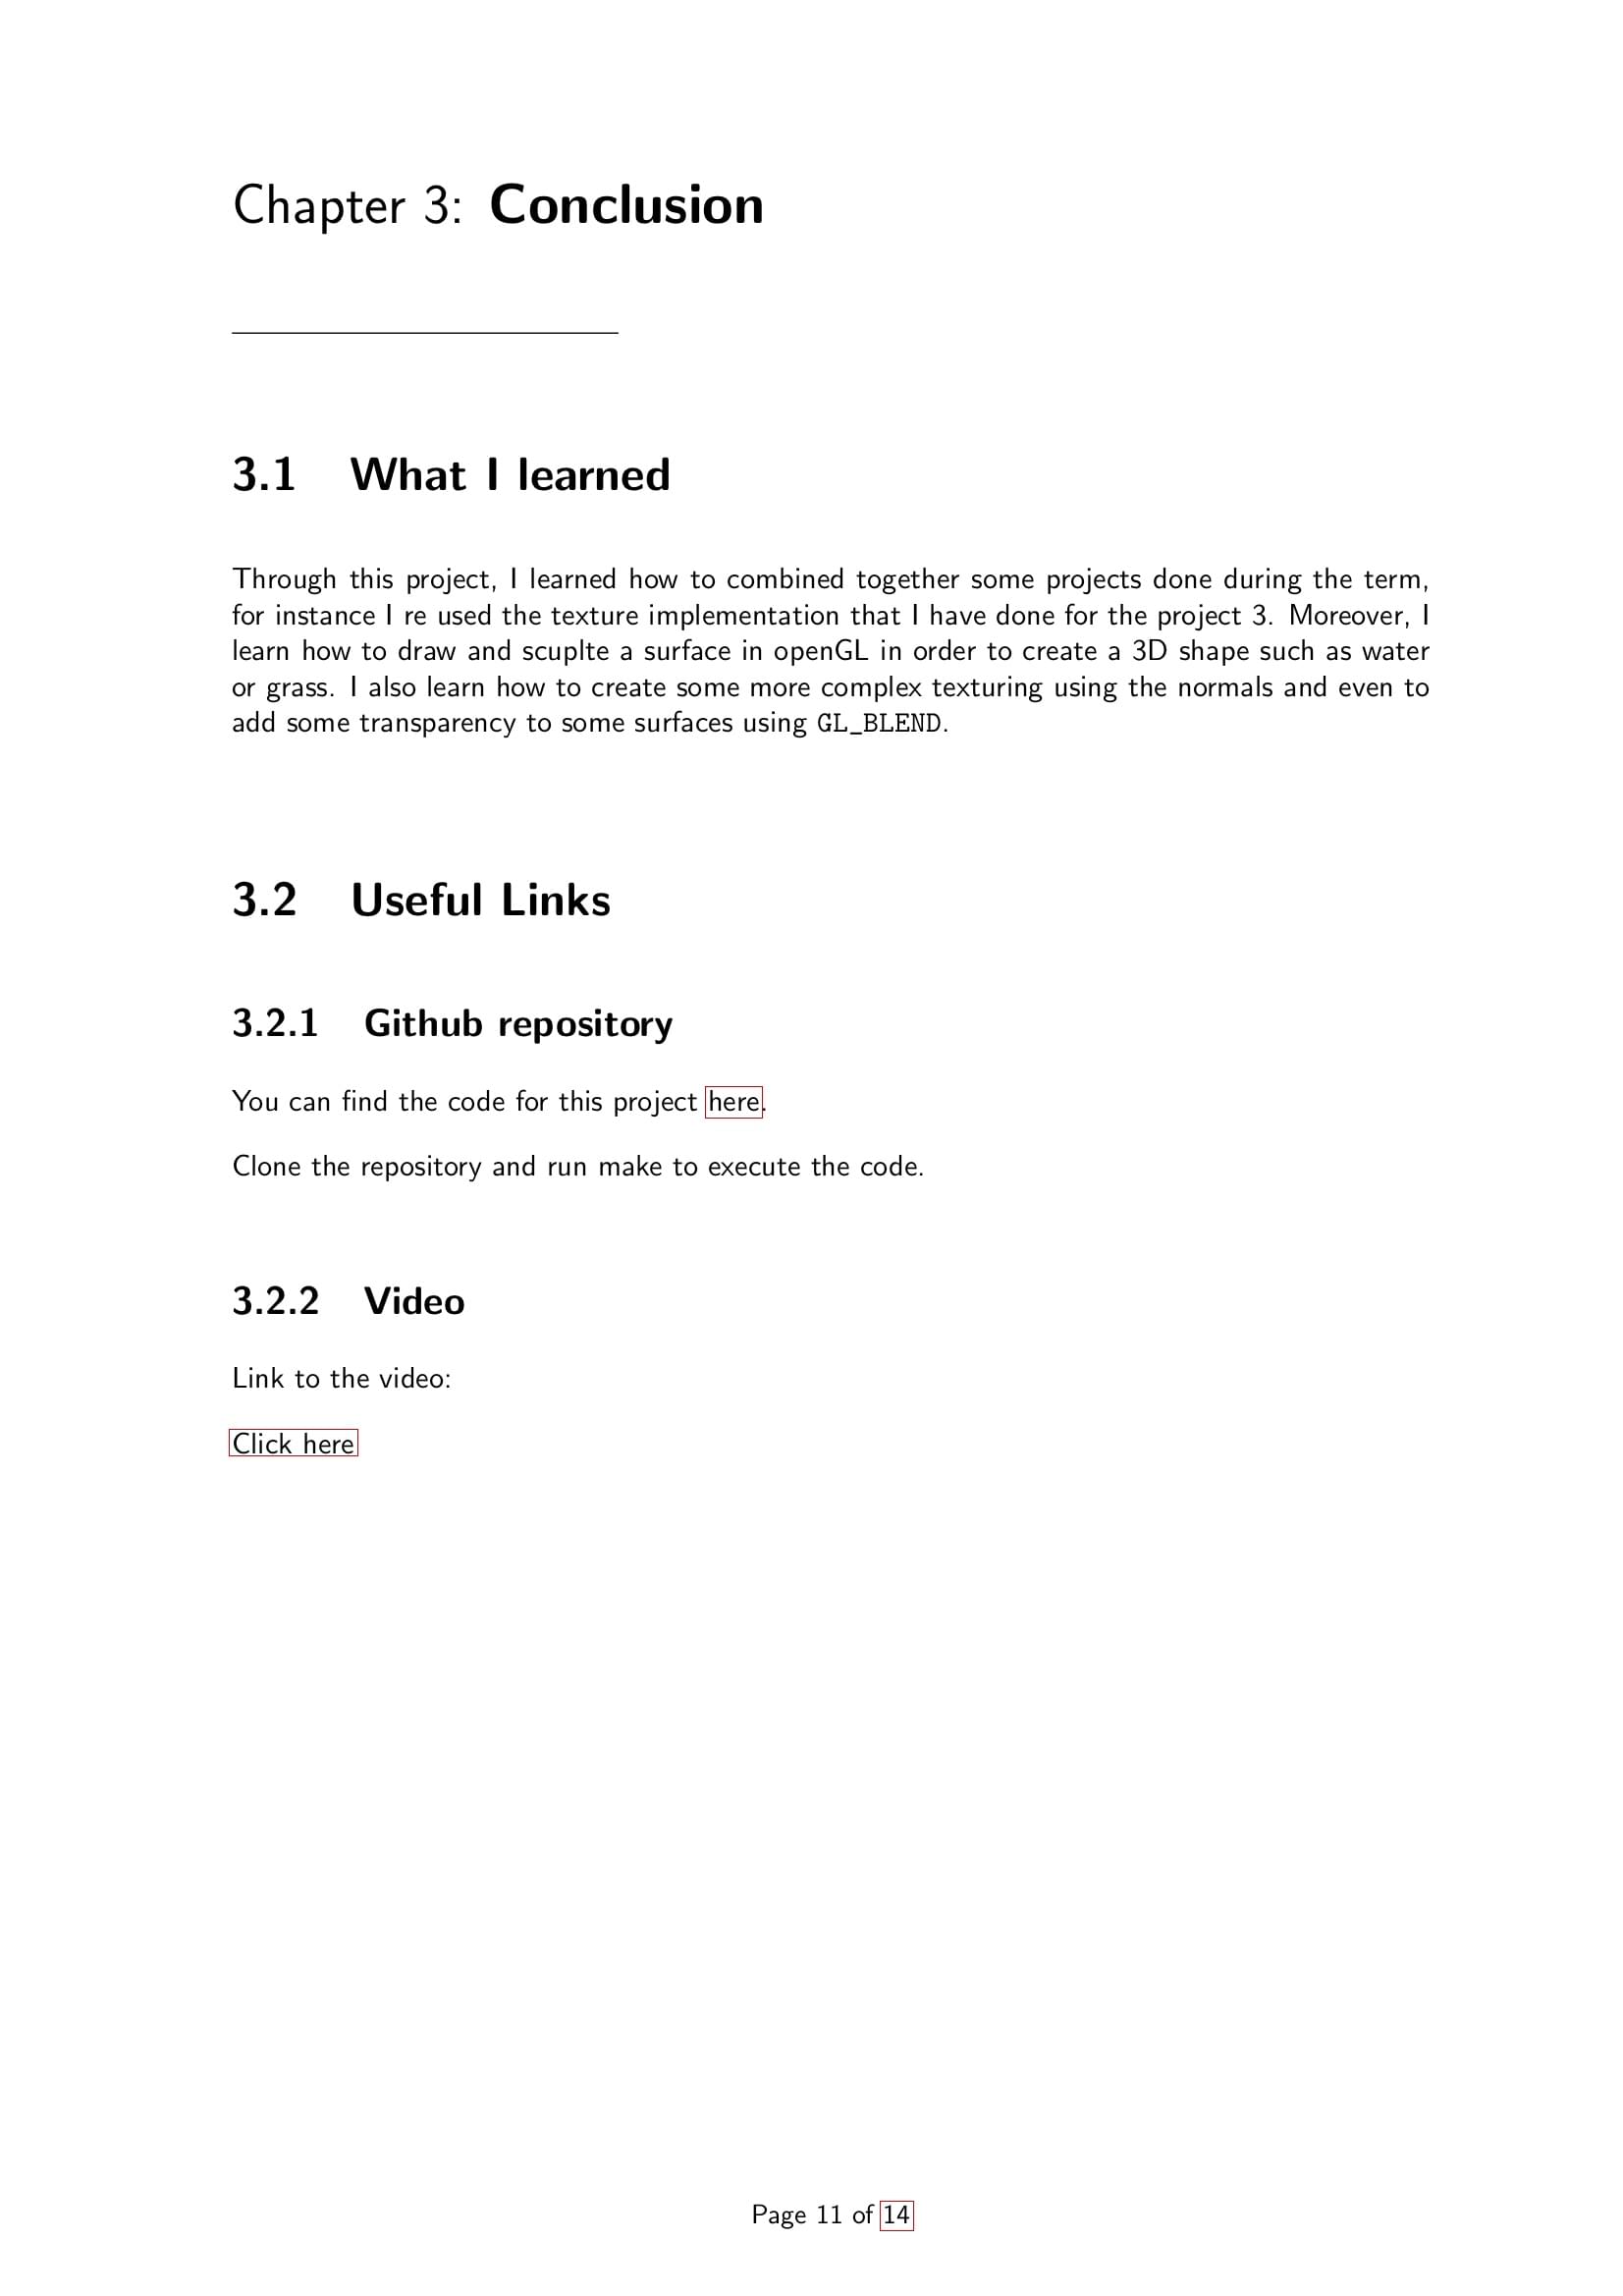 Chapter 3: Conclusion
3.1 What I learned
Through this project, I learned how to combined together some projects done during the term,
for instance I re used the texture implementation that I have done for the project 3. Moreover, I
learn how to draw and scuplte a surface in openGL in order to create a 3D shape such as water
or grass. I also learn how to create some more complex texturing using the normals and even to
add some transparency to some surfaces using GL_BLEND.
3.2 Useful Links
3.2.1 Github repository
You can find the code for this project here.
Clone the repository and run make to execute the code.
3.2.2 Video
Link to the video:
Click here
Page 11 of 14